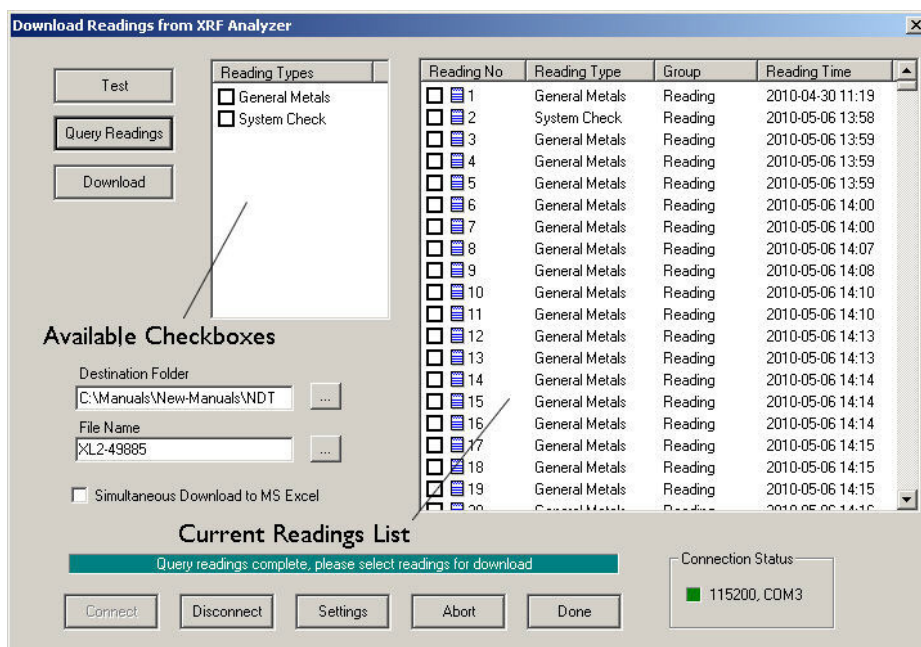 Download Readings from XRF Analyzer
Test
Query Readings
Download
Reading Types
General Metals
System Check
Reading No Reading Type Group Reading Time
1 General Metals Reading 2010-04-30 11:19
2 System Check Reading 2010-05-06 13:58
3 General Metals Reading 2010-05-06 13:59
4 General Metals Reading 2010-05-06 13:59
5 General Metals Reading 2010-05-06 13:59
6 General Metals Reading 2010-05-06 14:00
7 General Metals Reading 2010-05-06 14:00
8 General Metals Reading 2010-05-06 14:07
9 General Metals Reading 2010-05-06 14:08
10 General Metals Reading 2010-05-06 14:10
11 General Metals Reading 2010-05-06 14:10
12 General Metals Reading 2010-05-06 14:13
13 General Metals Reading 2010-05-06 14:13
14 General Metals Reading 2010-05-06 14:14
15 General Metals Reading 2010-05-06 14:14
16 General Metals Reading 2010-05-06 14:14
17 General Metals Reading 2010-05-06 14:15
18 General Metals Reading 2010-05-06 14:15
19 General Metals Reading 2010-05-06 14:15
Available Checkboxes
Destination Folder
C:\Manuals\New-Manuals\NDT ...
File Name
XL2-49885 ...
Simultaneous Download to MS Excel
Current Readings List
Query readings complete, please select readings for download
Connection Status
115200, COM3
Connect Disconnect Settings Abort Done